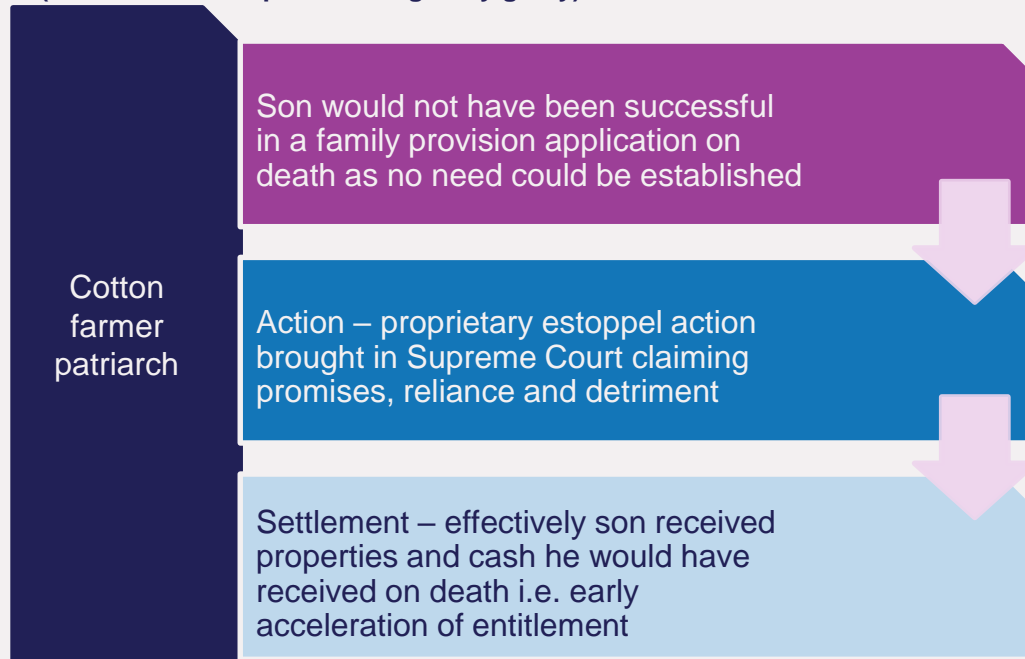 Cotton
farmer
patriarch
Son would not have been successful
in a family provision application on
death as no need could be established
Action – proprietary estoppel action
brought in Supreme Court claiming
promises, reliance and detriment
Settlement – effectively son received
properties and cash he would have
received on death i.e. early
acceleration of entitlement